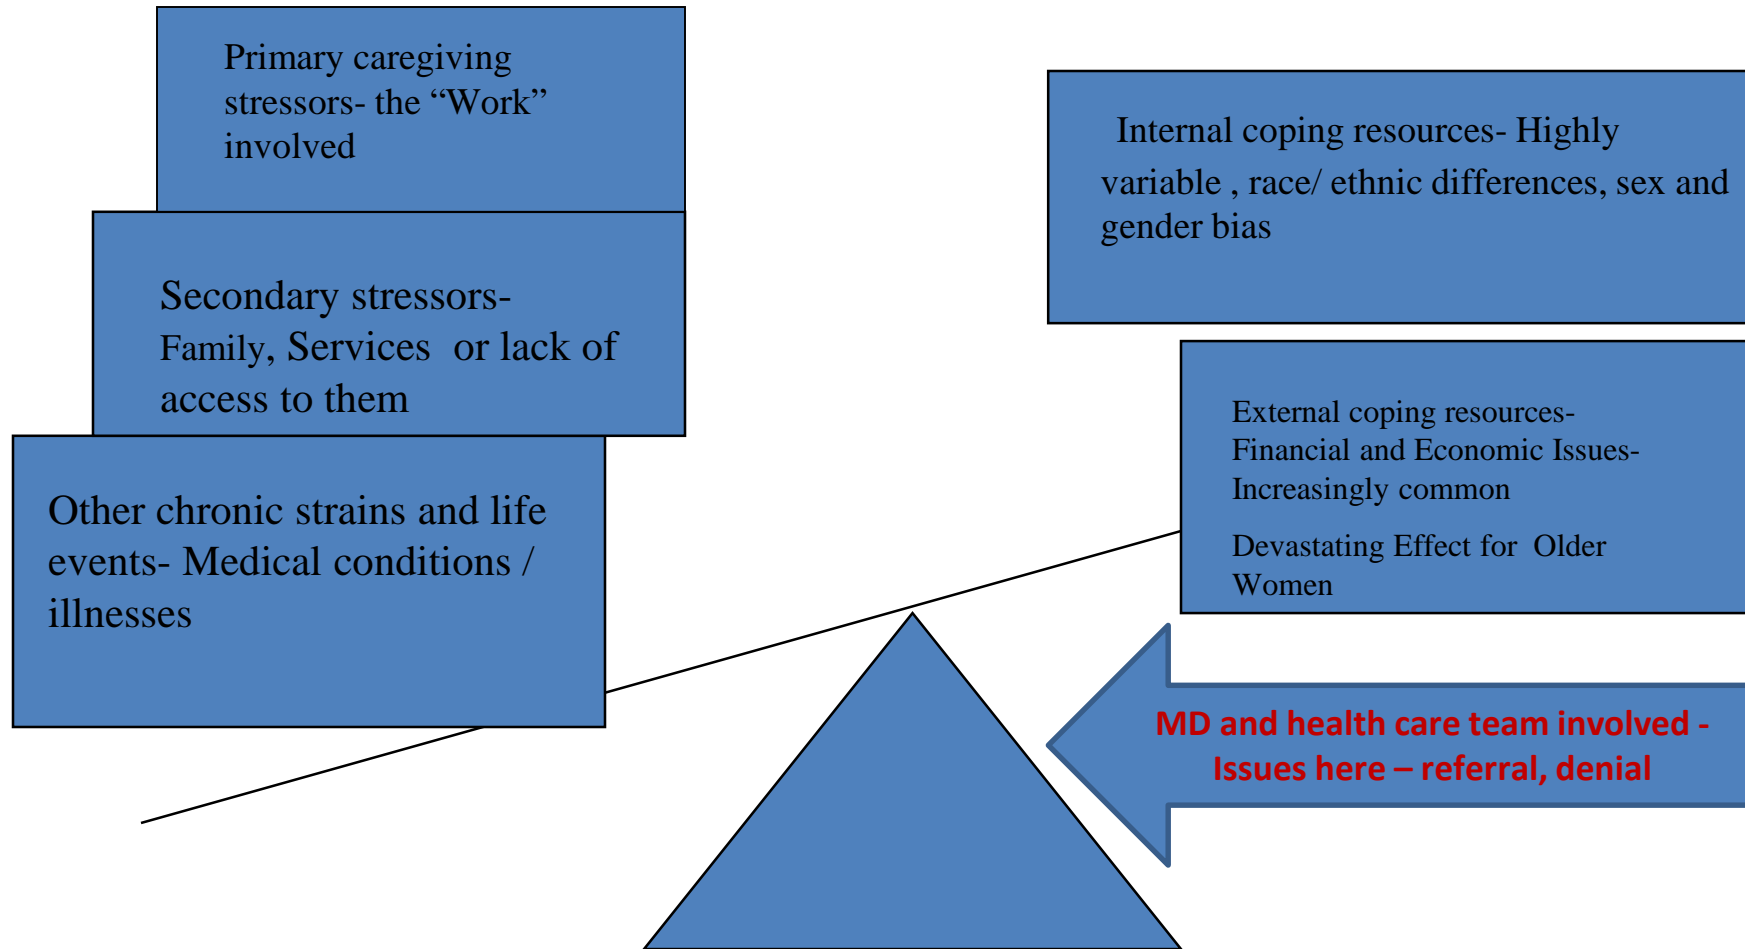 Primary caregiving
stressors- the “Work”
involved
Secondary stressors-
Family, Services  or lack of
access to them
Other chronic strains and life
events- Medical conditions /
illnesses
Internal coping resources- Highly
variable , race/ ethnic differences, sex and
gender bias
External coping resources-
Financial and Economic Issues-
Increasingly common
Devastating Effect for  Older
Women
MD and health care team involved -
Issues here – referral, denial